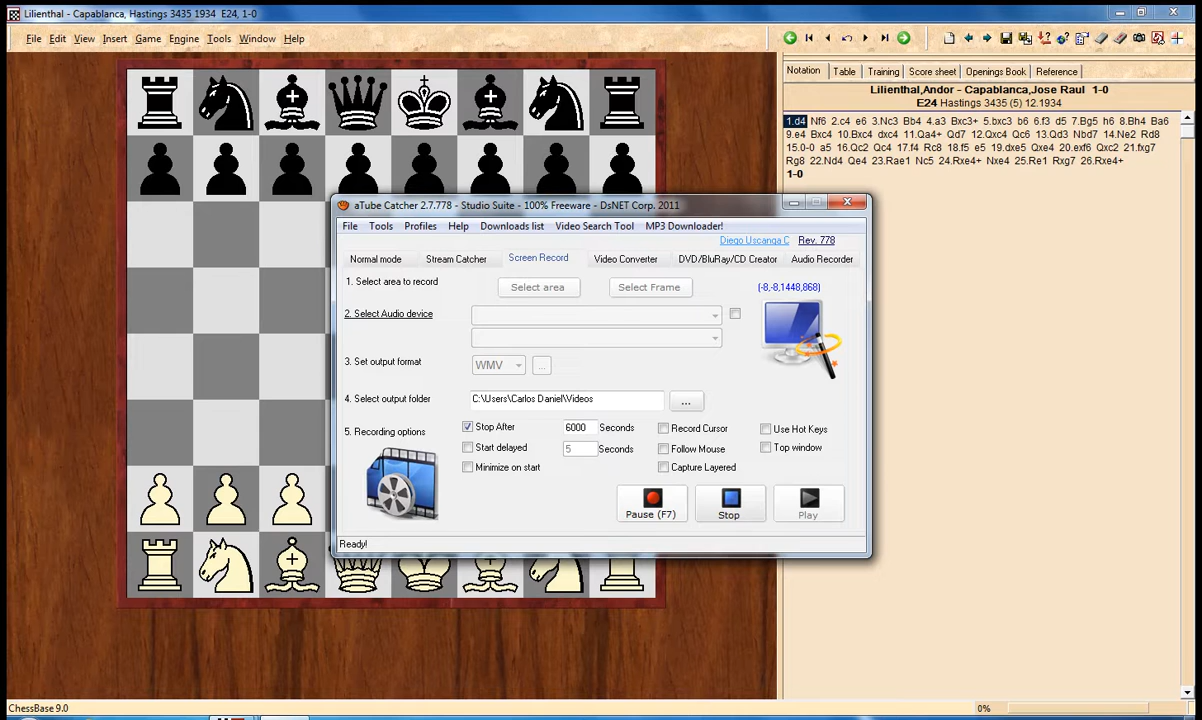 Lilienthal - Capablanca, Hastings 3435 1934 E24, 1-0
File Edit View Insert Game Engine Tools Window Help
Notation Table Training Score sheet Openings Book Reference
Lilienthal,Andor - Capablanca,Jose Raul 1-0
E24 Hastings 3435 (5) 12.1934
1.d4 Nf6 2.c4 e6 3.Nc3 Bb4 4.a3 Bxc3+ 5.bxc3 b6 6.f3 d5 7.Bg5 h6 8.Bh4 Ba6
9.e4 Bxc4 10.Bxc4 dxc4 11.Qa4+ Qd7 12.Qxc4 Qc6 13.Qd3 Nbd7 14.Ne2 Rd8
15.0-0 a5 16.Qc2 Qc4 17.f4 Rc8 18.f5 e5 19.dxe5 Qxe4 20.exf6 Qxc2 21.fxg7
Rg8 22.Nd4 Qe4 23.Rae1 Nc5 24.Rxe4+ Nxe4 25.Re1 Rxg7 26.Rxe4+
1-0
aTube Catcher 2.7.778 - Studio Suite - 100% Freeware - DsNET Corp. 2011
File Tools Profiles Help Downloads list Video Search Tool MP3 Downloader!
Diego Uscanga C Rev. 778
Normal mode Stream Catcher Screen Record Video Converter DVD/BluRay/CD Creator Audio Recorder
1. Select area to record Select area Select Frame (-8,-8,1448,868)
2. Select Audio device
3. Set output format WMV ...
4. Select output folder C:\Users\Carlos Daniel\Videos ...
5. Recording options Stop After 6000 Seconds Record Cursor Use Hot Keys
Start delayed 5 Seconds Follow Mouse Top window
Minimize on start Capture Layered
Pause (F7) Stop Play
Ready!
ChessBase 9.0 0%